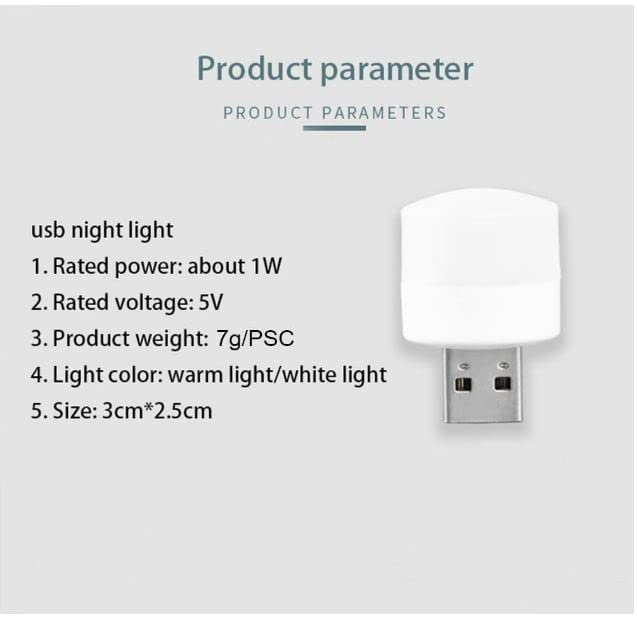 Product parameter
PRODUCT PARAMETERS
usb night light
1. Rated power: about 1W
2. Rated voltage: 5V
3. Product weight: 7g/PSC
4. Light color: warm light/white light
5. Size: 3cm*2.5cm